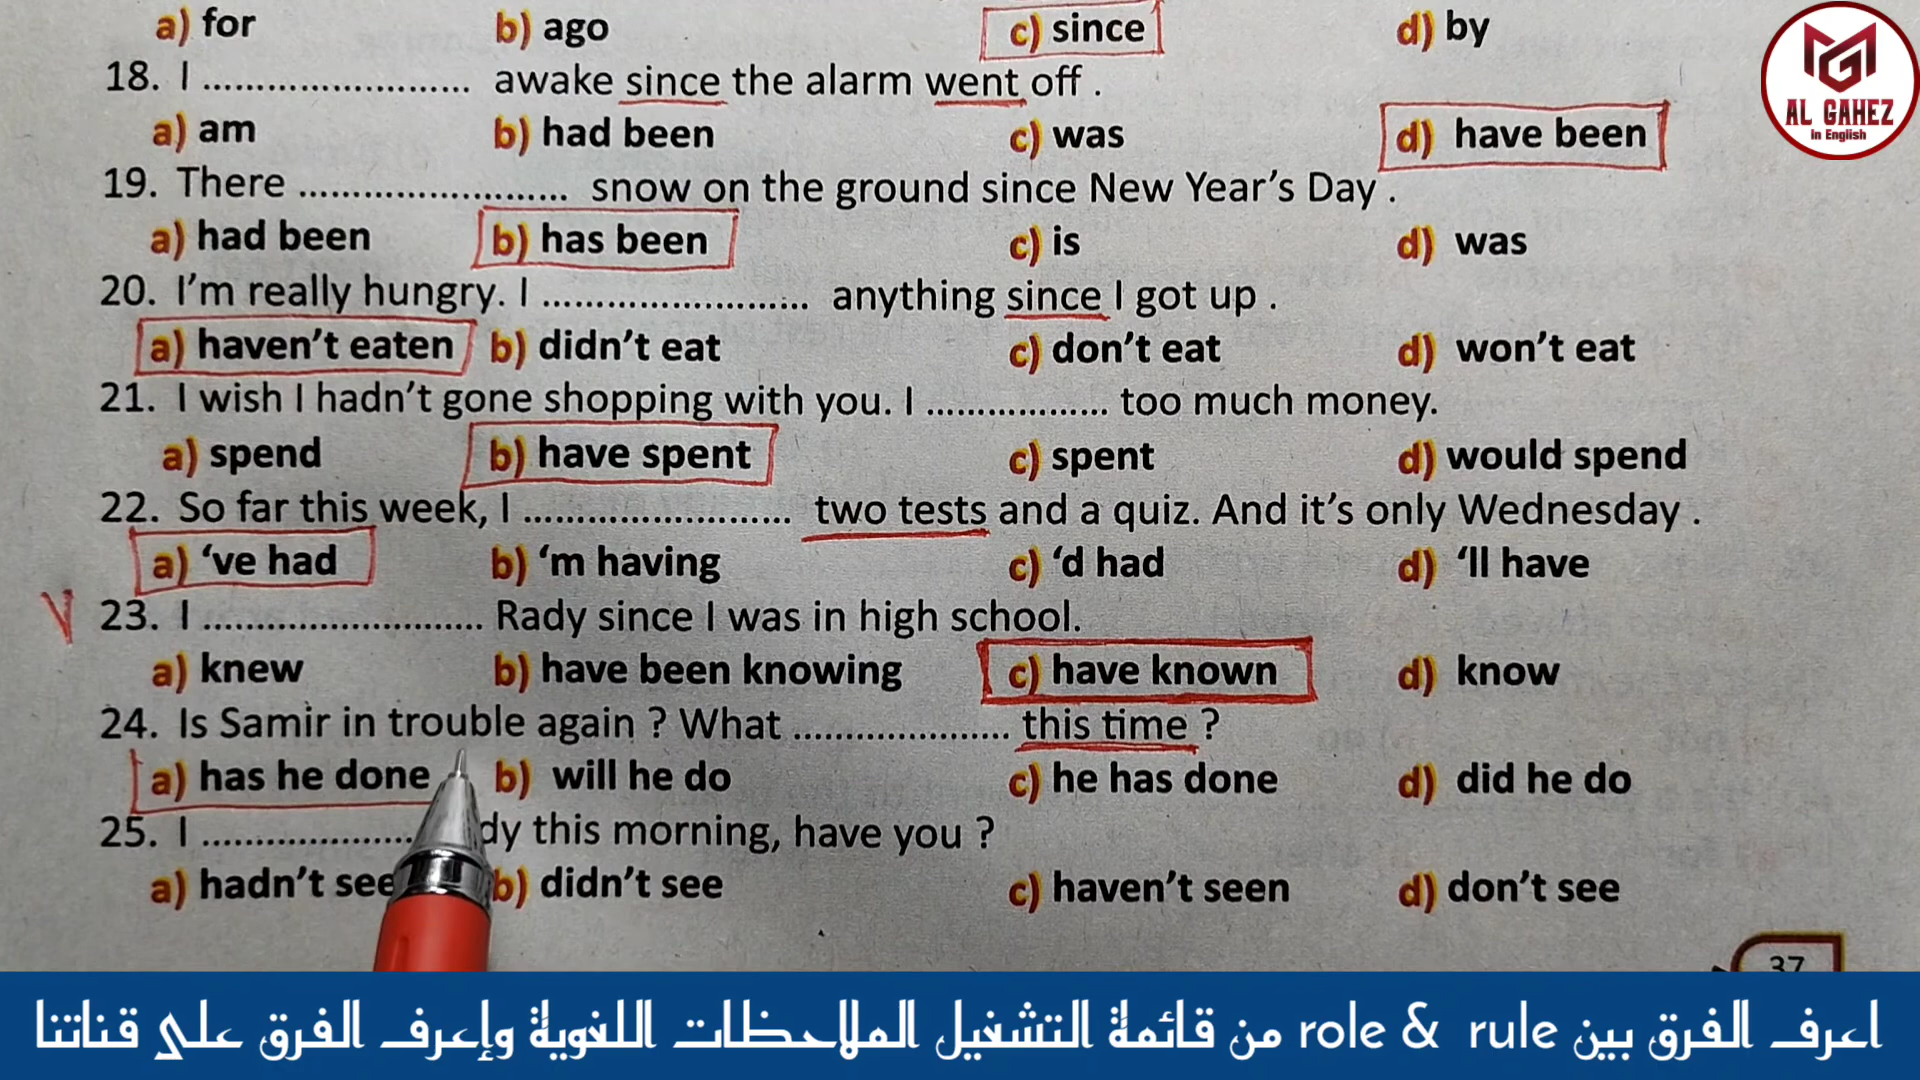 a) for b) ago c) since d) by
18. I .......................... awake since the alarm went off .
a) am b) had been c) was d) have been
19. There .......................... snow on the ground since New Year’s Day .
a) had been b) has been c) is d) was
20. I’m really hungry. I .......................... anything since I got up .
a) haven’t eaten b) didn’t eat c) don’t eat d) won’t eat
21. I wish I hadn’t gone shopping with you. I .................. too much money.
a) spend b) have spent c) spent d) would spend
22. So far this week, I .......................... two tests and a quiz. And it’s only Wednesday .
a) ‘ve had b) ‘m having c) ‘d had d) ‘ll have
23. I ........................... Rady since I was in high school.
a) knew b) have been knowing c) have known d) know
24. Is Samir in trouble again ? What ..................... this time ?
a) has he done b) will he do c) he has done d) did he do
25. I .................... dy this morning, have you ?
a) hadn’t see b) didn’t see c) haven’t seen d) don’t see
37
AL GAHEZ
in English
اعرف الفرق بين role & rule من قائمة التشغيل الملاحظات اللغوية وإعرف الفرق على قناتنا